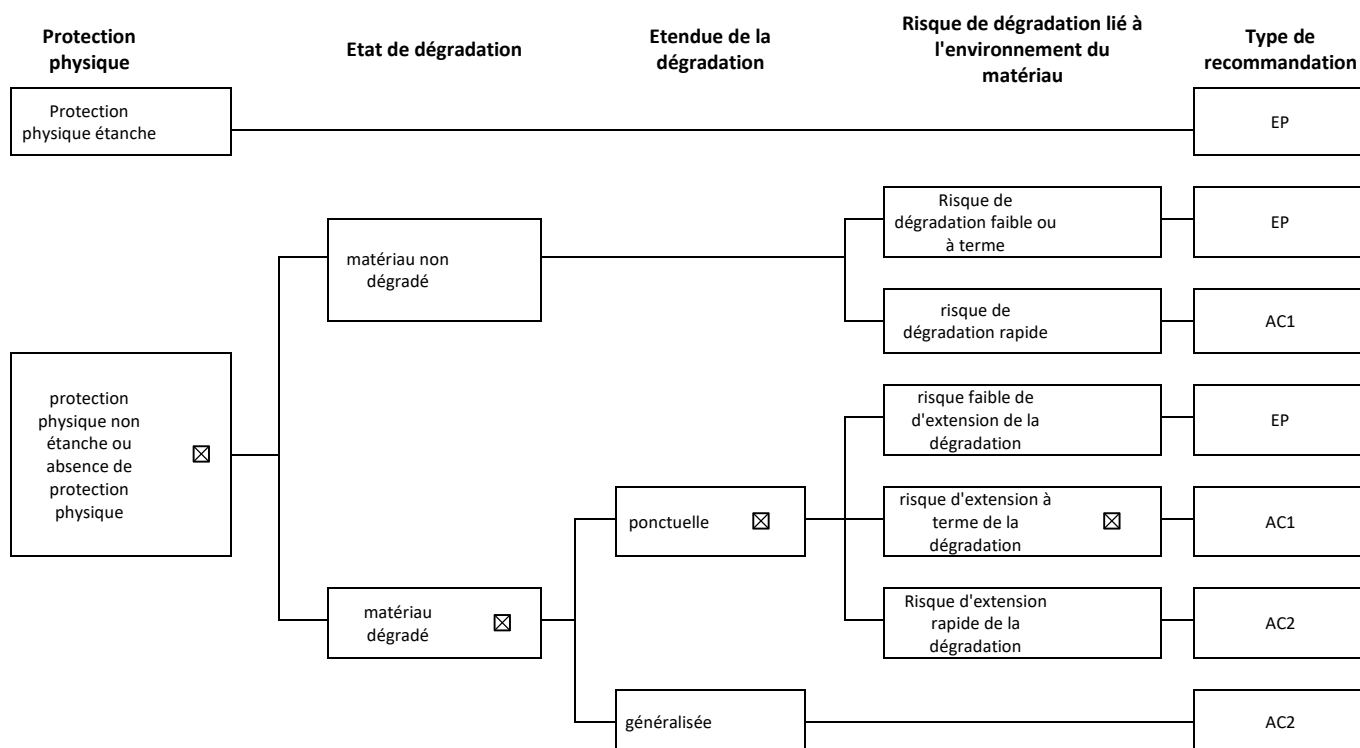 Protection
physique
Etat de dégradation
Etendue de la
dégradation
Risque de dégradation lié à
l'environnement du
matériau
Type de
recommandation
Protection
physique étanche
EP
matériau non
dégradé
Risque de
dégradation faible ou
à terme
EP
risque de
dégradation rapide
AC1
protection
physique non
étanche ou
absence de
protection
physique
☒
risque faible de
d'extension de la
dégradation
EP
ponctuelle ☒
risque d'extension à
terme de la
dégradation
☒
AC1
matériau
dégradé
☒
Risque d'extension
rapide de la
dégradation
AC2
généralisée
AC2